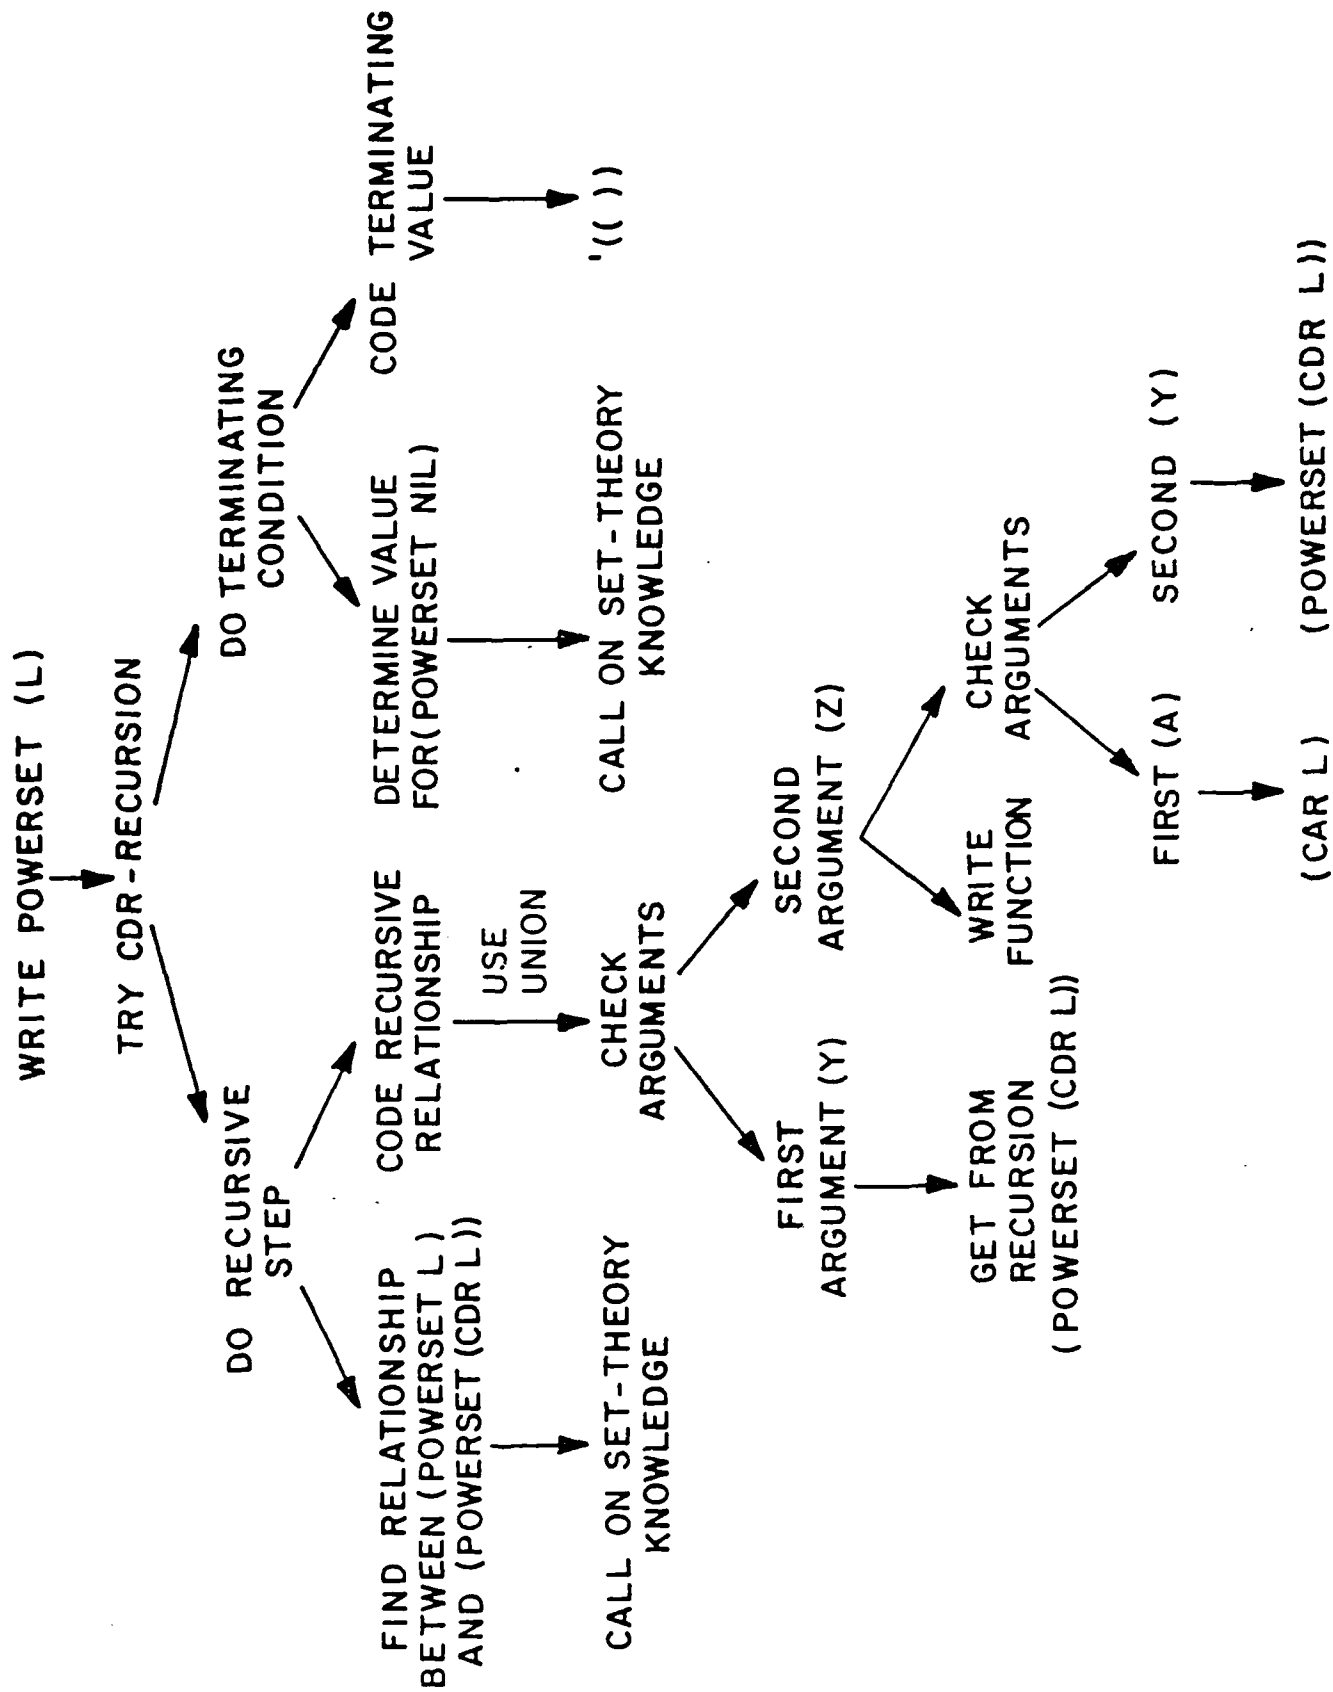 WRITE POWERSET (L)
TRY CDR-RECURSION
DO RECURSIVE
STEP
DO TERMINATING
CONDITION
FIND RELATIONSHIP
BETWEEN (POWERSET L)
AND (POWERSET (CDR L))
CODE RECURSIVE
RELATIONSHIP
DETERMINE VALUE
FOR(POWERSET NIL)
CODE TERMINATING
VALUE
USE
UNION
CALL ON SET-THEORY
KNOWLEDGE
CHECK
ARGUMENTS
CALL ON SET-THEORY
KNOWLEDGE
'(( ))
FIRST
ARGUMENT (Y)
SECOND
ARGUMENT (Z)
GET FROM
RECURSION
(POWERSET (CDR L))
WRITE
FUNCTION
CHECK
ARGUMENTS
FIRST (A)
SECOND (Y)
(CAR L)
(POWERSET (CDR L))